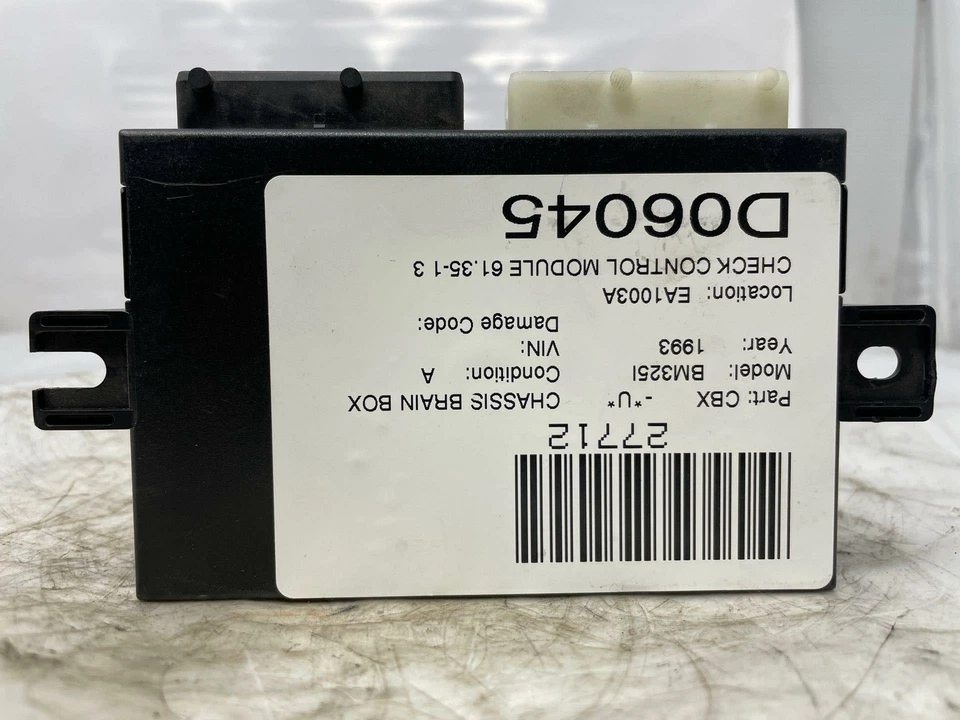 27712
Part: CBX -*U* CHASSIS BRAIN BOX
Model: BM325I Condition: A
Year: 1993 VIN:
Damage Code:
Location: EA1003A
CHECK CONTROL MODULE 61.35-1 3
D06045